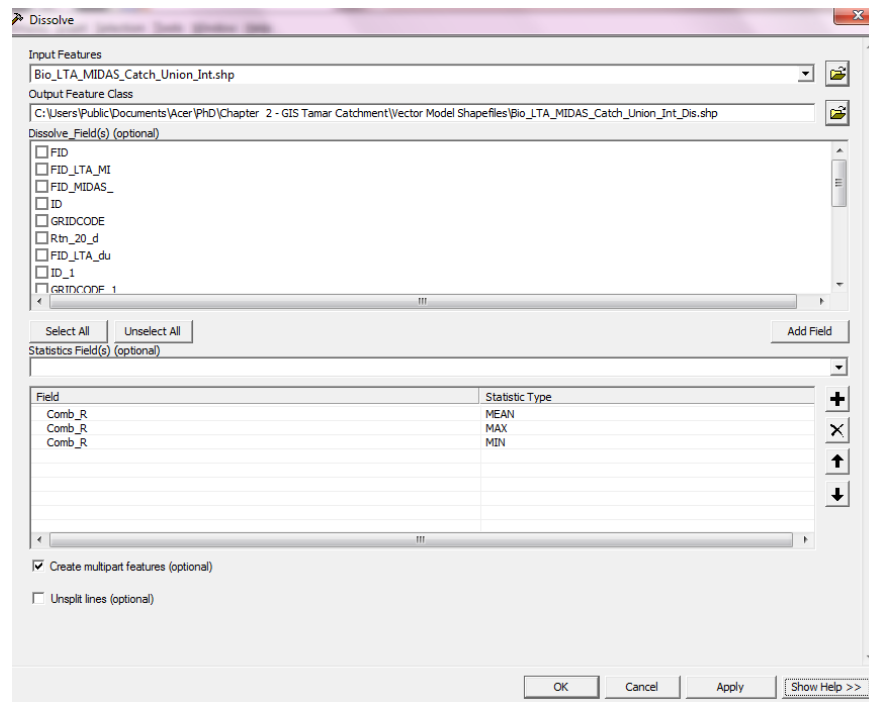 Dissolve
Input Features
Bio_LTA_MIDAS_Catch_Union_Int.shp
Output Feature Class
C:\Users\Public\Documents\Acer\PhD\Chapter  2 - GIS Tamar Catchment\Vector Model Shapefiles\Bio_LTA_MIDAS_Catch_Union_Int_Dis.shp
Dissolve_Field(s) (optional)
FID
FID_LTA_MI
FID_MIDAS_
ID
GRIDCODE
Rtn_20_d
FID_LTA_du
ID_1
GRIDCODE_1
Select All Unselect All Add Field
Statistics Field(s) (optional)
Field Statistic Type
Comb_R MEAN
Comb_R MAX
Comb_R MIN
Create multipart features (optional)
Unsplit lines (optional)
OK Cancel Apply Show Help >>